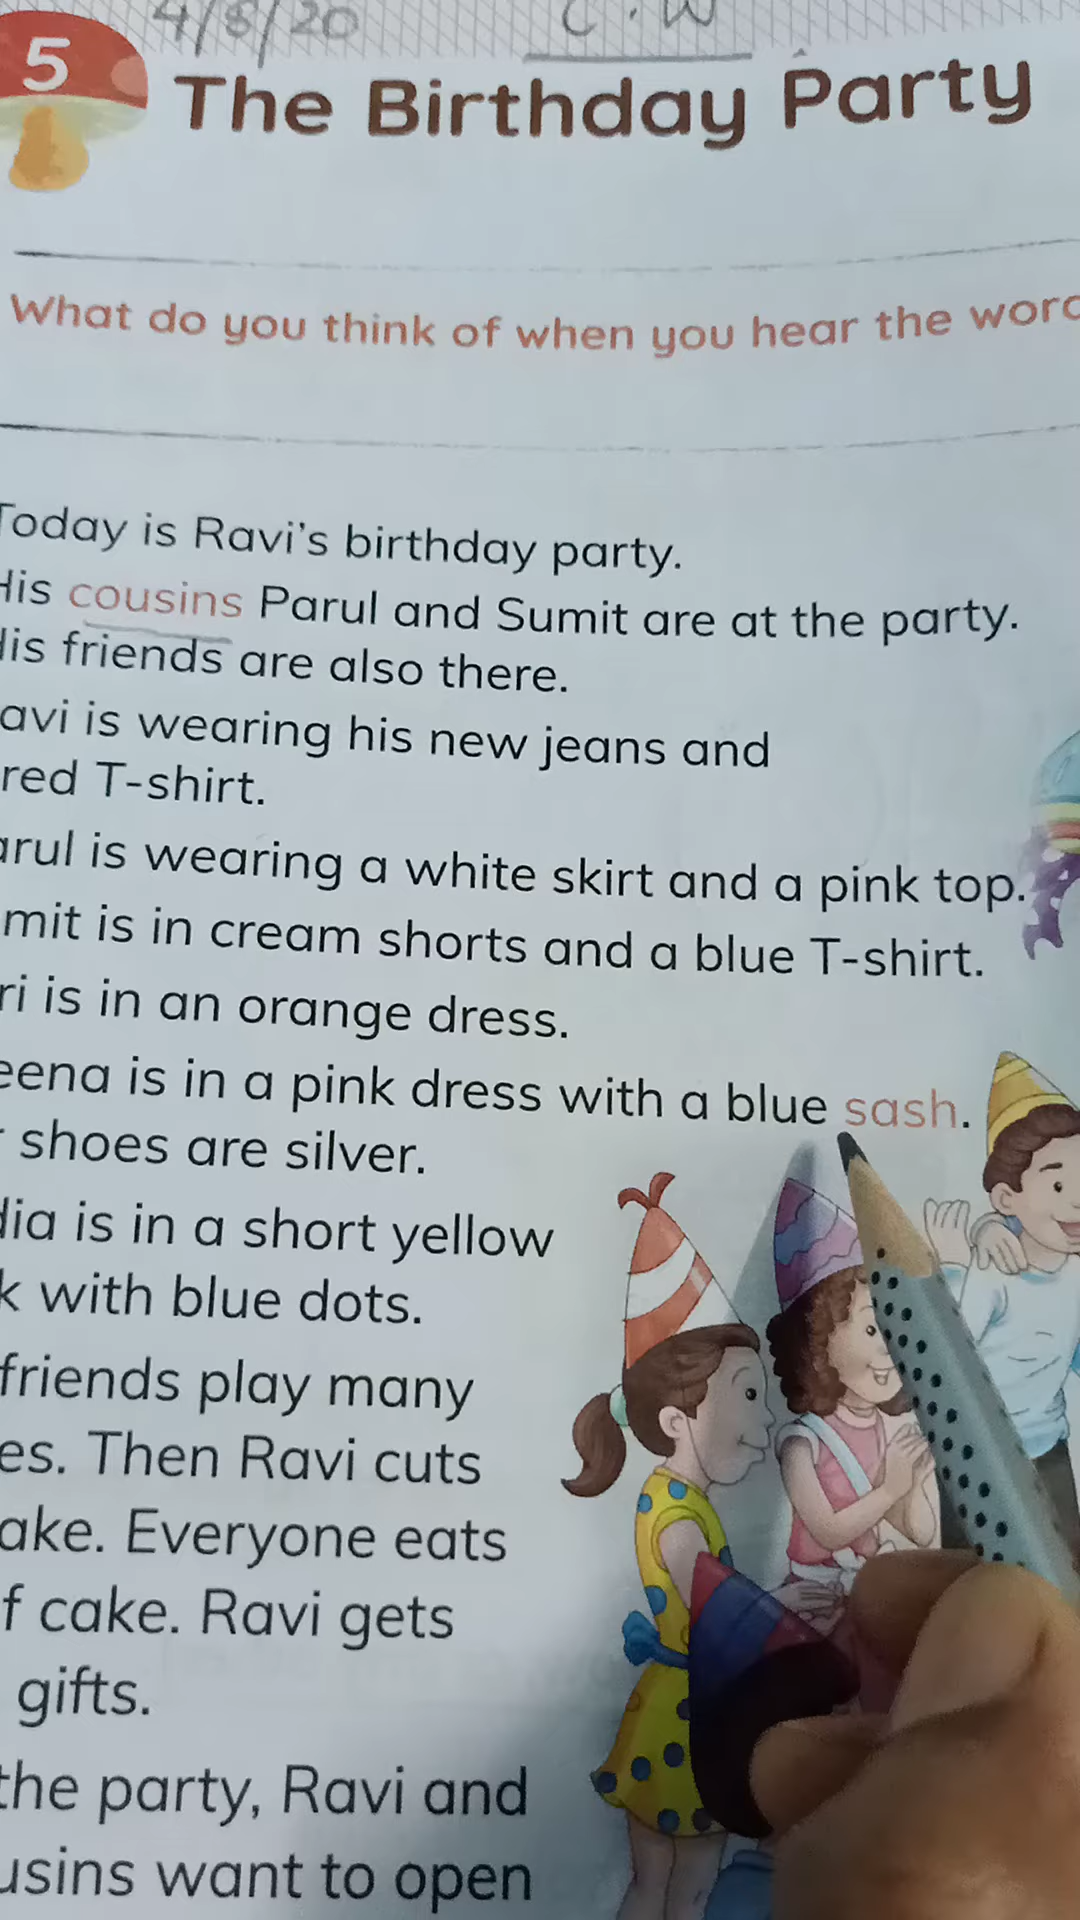 4/8/20 C.W
5 The Birthday Party
What do you think of when you hear the
Today is Ravi's birthday party.
His cousins Parul and Sumit are at the party.
His friends are also there.
avi is wearing his new jeans and
red T-shirt.
arul is wearing a white skirt and a pink top.
mit is in cream shorts and a blue T-shirt.
ri is in an orange dress.
eena is in a pink dress with a blue sash.
shoes are silver.
dia is in a short yellow
k with blue dots.
friends play many
es. Then Ravi cuts
ake. Everyone eats
f cake. Ravi gets
gifts.
the party, Ravi and
usins want to open